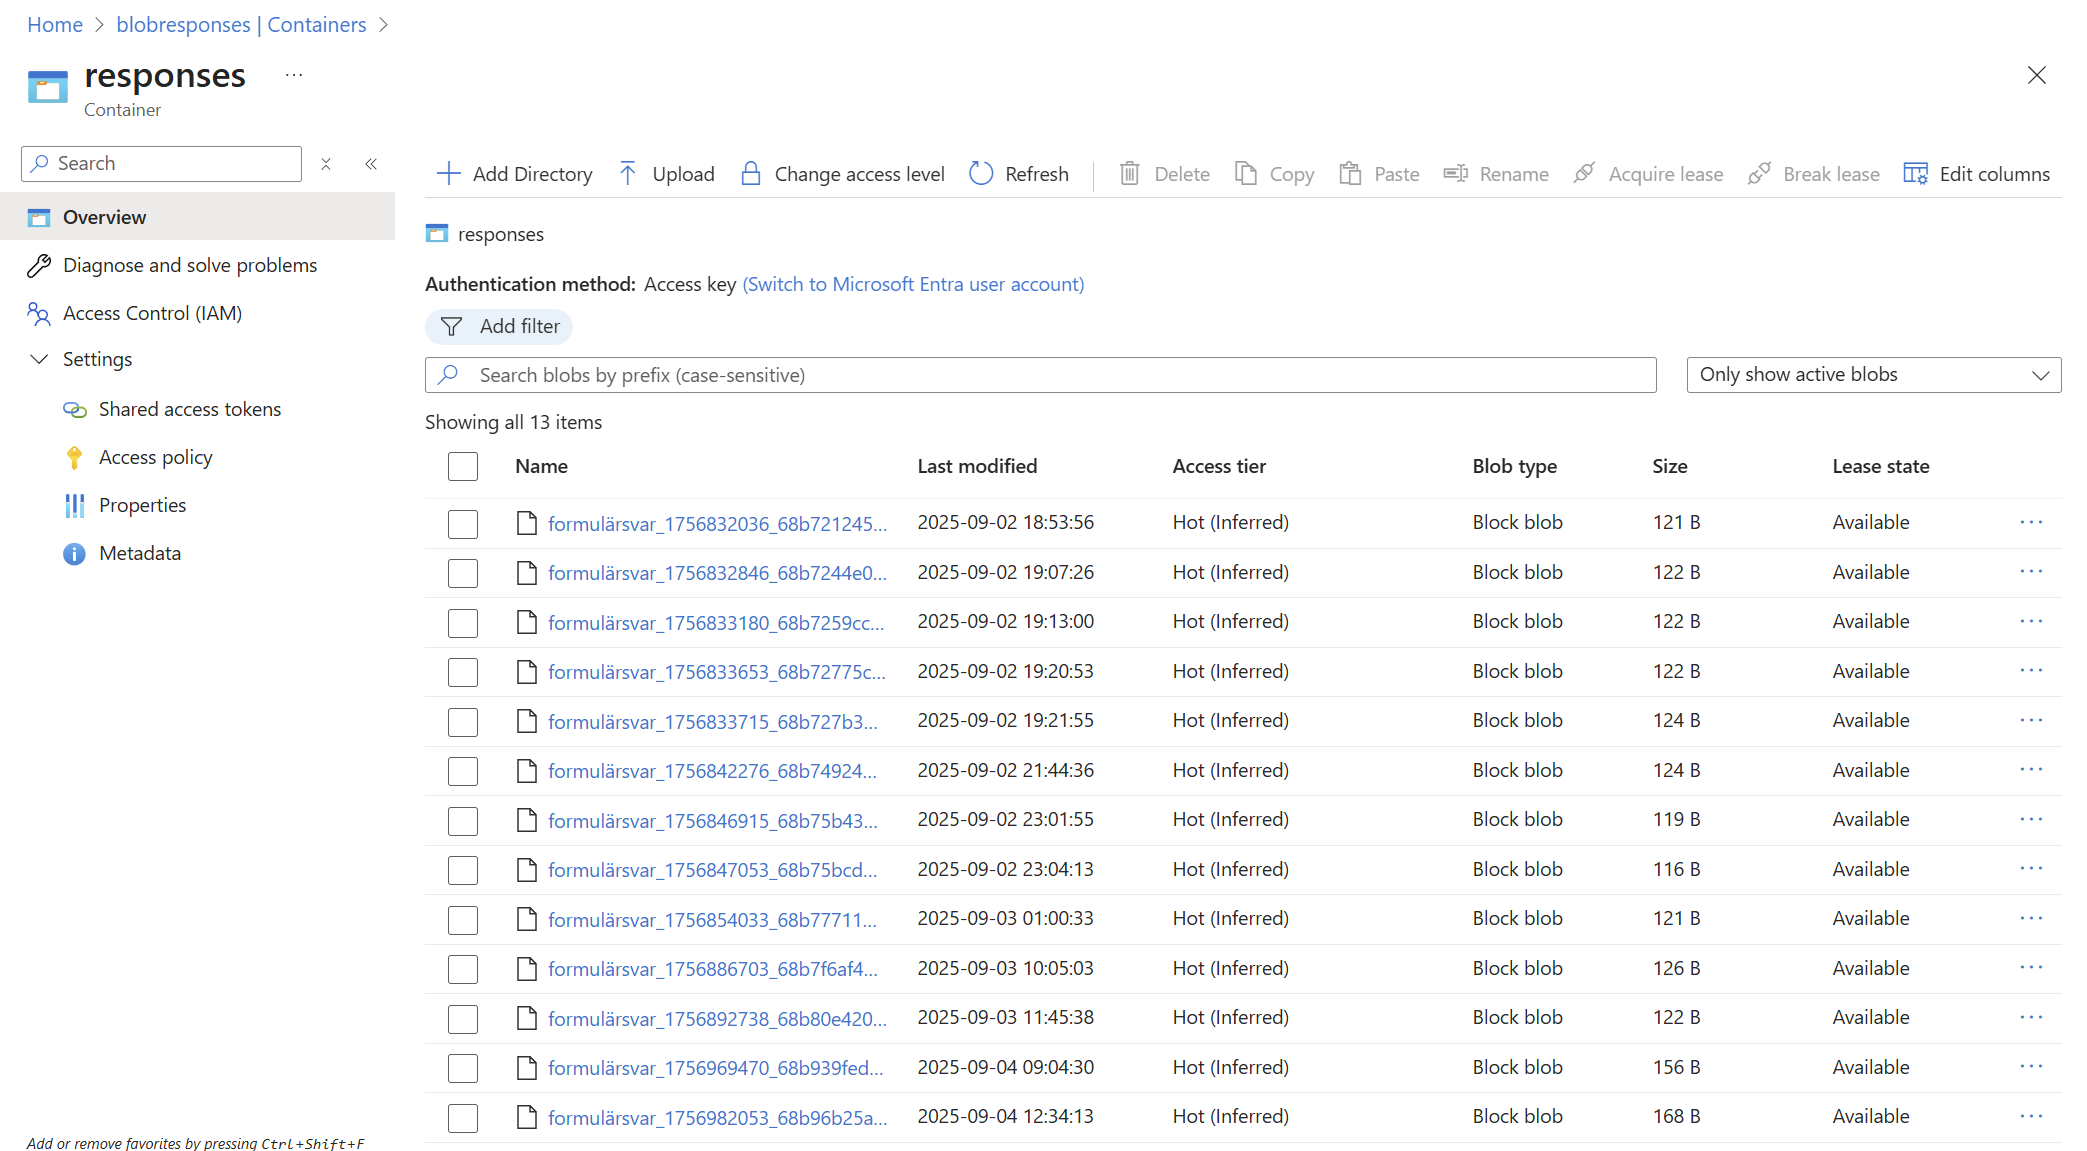 Home > blobresponses | Containers >
responses ...
Container
Search
Overview
Diagnose and solve problems
Access Control (IAM)
Settings
Shared access tokens
Access policy
Properties
Metadata
Add or remove favorites by pressing Ctrl+Shift+F
Add Directory Upload Change access level Refresh Delete Copy Paste Rename Acquire lease Break lease Edit columns
responses
Authentication method: Access key (Switch to Microsoft Entra user account)
Add filter
Search blobs by prefix (case-sensitive) Only show active blobs
Showing all 13 items
Name Last modified Access tier Blob type Size Lease state
formulärsvar_1756832036_68b721245... 2025-09-02 18:53:56 Hot (Inferred) Block blob 121 B Available ...
formulärsvar_1756832846_68b7244e0... 2025-09-02 19:07:26 Hot (Inferred) Block blob 122 B Available ...
formulärsvar_1756833180_68b7259cc... 2025-09-02 19:13:00 Hot (Inferred) Block blob 122 B Available ...
formulärsvar_1756833653_68b72775c... 2025-09-02 19:20:53 Hot (Inferred) Block blob 122 B Available ...
formulärsvar_1756833715_68b727b3... 2025-09-02 19:21:55 Hot (Inferred) Block blob 124 B Available ...
formulärsvar_1756842276_68b74924... 2025-09-02 21:44:36 Hot (Inferred) Block blob 124 B Available ...
formulärsvar_1756846915_68b75b43... 2025-09-02 23:01:55 Hot (Inferred) Block blob 119 B Available ...
formulärsvar_1756847053_68b75bcd... 2025-09-02 23:04:13 Hot (Inferred) Block blob 116 B Available ...
formulärsvar_1756854033_68b77711... 2025-09-03 01:00:33 Hot (Inferred) Block blob 121 B Available ...
formulärsvar_1756886703_68b7f6af4... 2025-09-03 10:05:03 Hot (Inferred) Block blob 126 B Available ...
formulärsvar_1756892738_68b80e420... 2025-09-03 11:45:38 Hot (Inferred) Block blob 122 B Available ...
formulärsvar_1756969470_68b939fed... 2025-09-04 09:04:30 Hot (Inferred) Block blob 156 B Available ...
formulärsvar_1756982053_68b96b25a... 2025-09-04 12:34:13 Hot (Inferred) Block blob 168 B Available ...